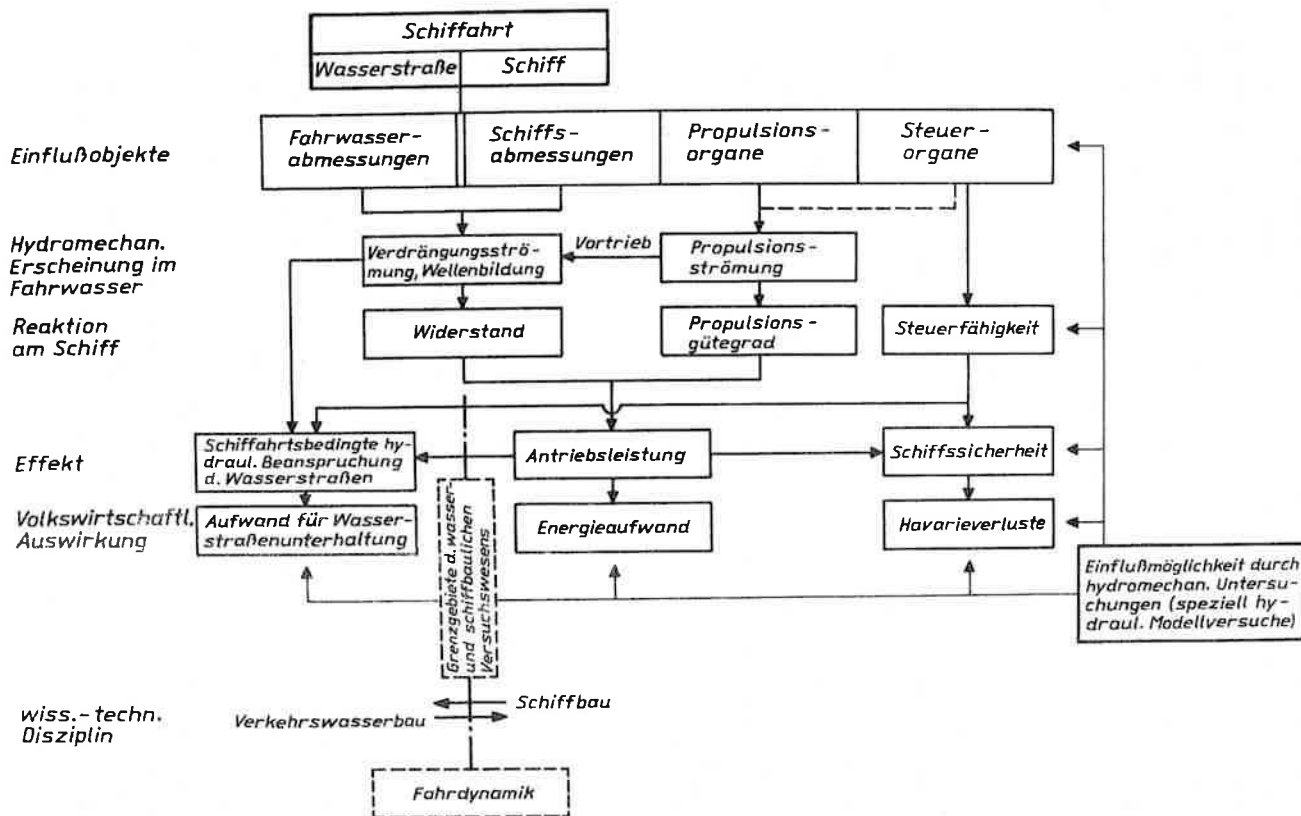 Schiffahrt
Wasserstraße
Schiff
Einflußobjekte
Fahrwasser-
abmessungen
Schiffs-
abmessungen
Propulsions-
organe
Steuer-
organe
Hydromechan.
Erscheinung im
Fahrwasser
Verdrängungsströ-
mung, Wellenbildung
Vortrieb
Propulsions-
strömung
Reaktion
am Schiff
Widerstand
Propulsions-
gütegrad
Steuerfähigkeit
Effekt
Schiffahrtsbedingte hy-
draul. Beanspruchung
d. Wasserstraßen
Antriebsleistung
Schiffssicherheit
Volkswirtschaftl.
Auswirkung
Aufwand für Wasser-
straßenunterhaltung
Energieaufwand
Havarieverluste
Grenzgebiete d. wasser-
und schiffbaulichen
Versuchswesens
Einflußmöglichkeit durch
hydromechan. Untersu-
chungen (speziell hy-
draul. Modellversuche)
wiss.-techn.
Disziplin
Schiffbau
Verkehrswasserbau
Fahrdynamik